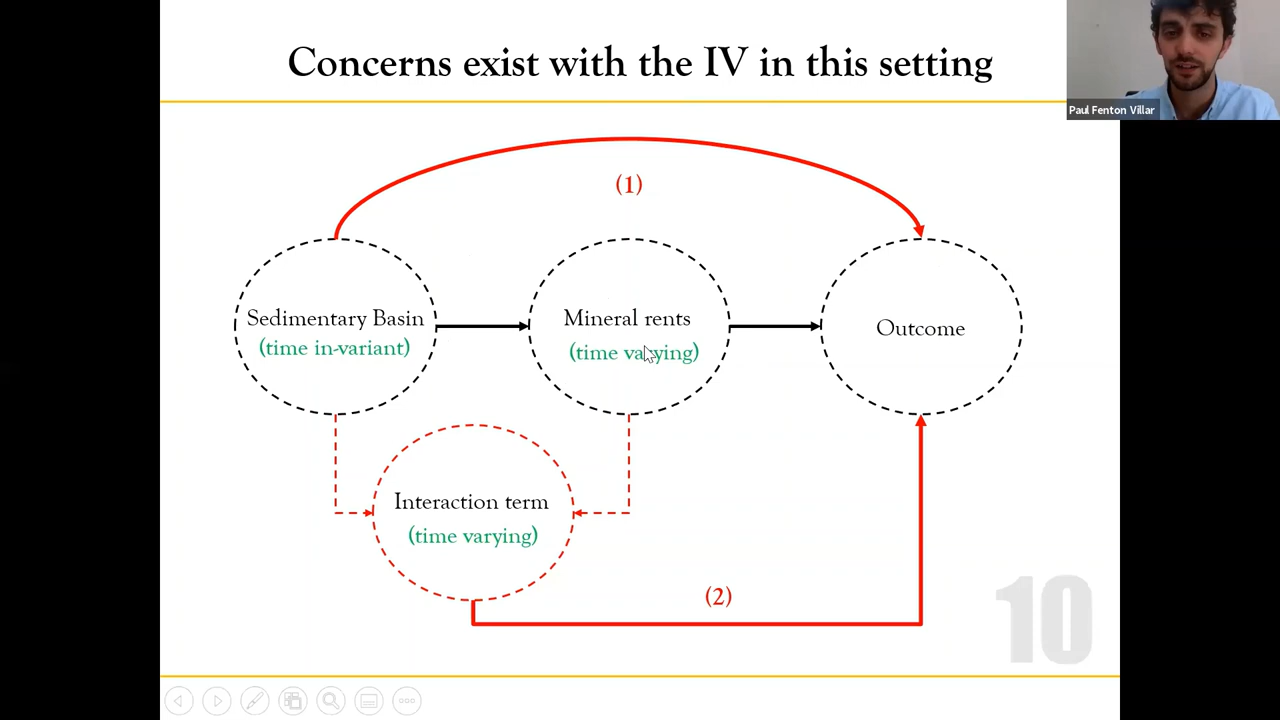 Concerns exist with the IV in this setting
Paul Fenton Villar
(1)
Sedimentary Basin
(time in-variant)
Mineral rents
(time varying)
Outcome
Interaction term
(time varying)
(2)
10